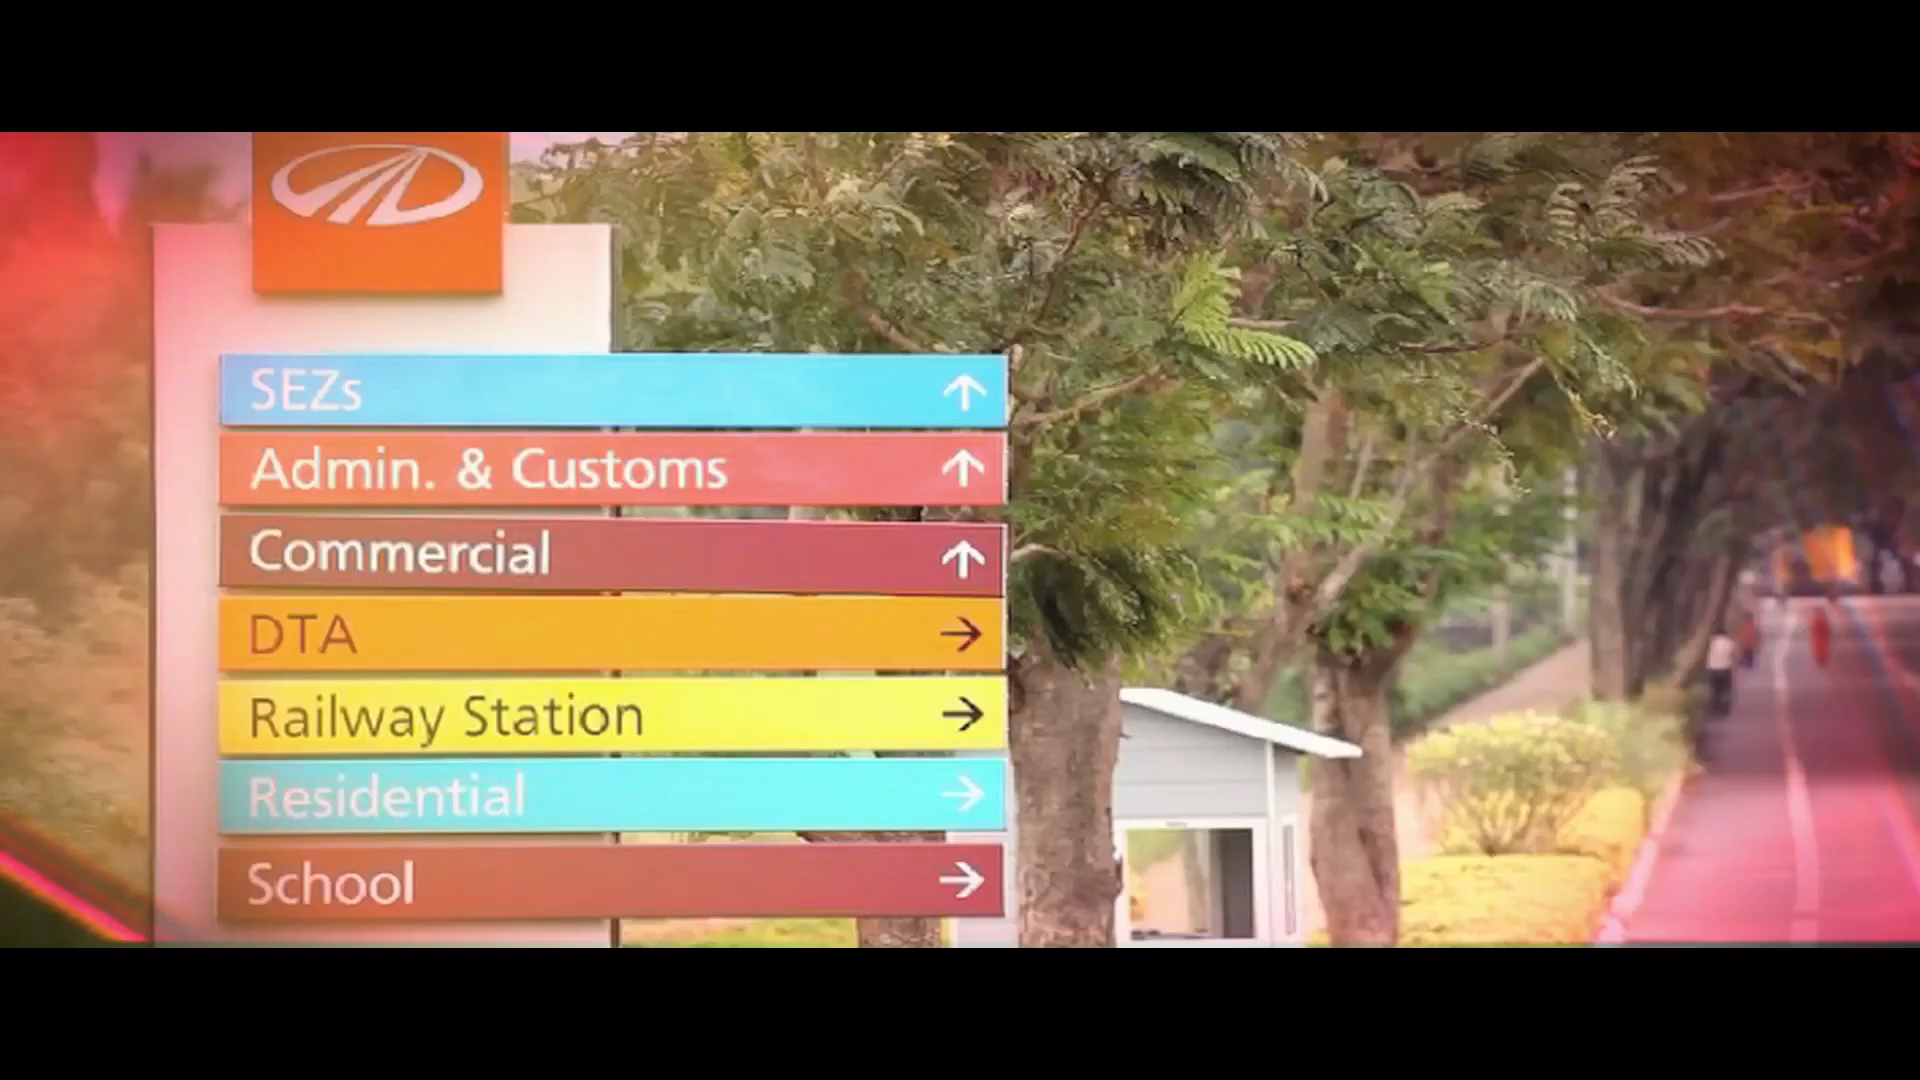 SEZs ↑
Admin. & Customs ↑
Commercial ↑
DTA →
Railway Station →
Residential →
School →